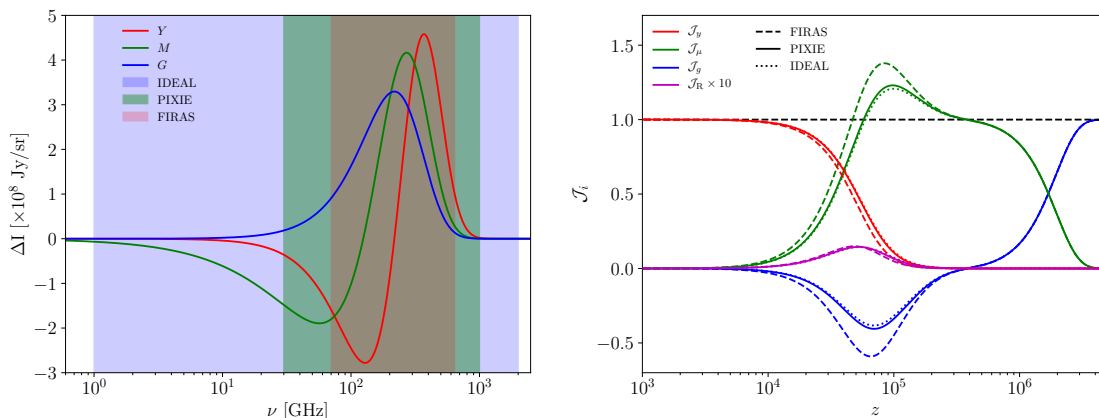 5
4
3
2
1
0
−1
−2
−3
ΔI [×10⁸ Jy/sr]
Y
M
G
IDEAL
PIXIE
FIRAS
10⁰
10¹
10²
10³
ν [GHz]
1.5
1.0
0.5
0.0
−0.5
𝒥ᵢ
𝒥_y
𝒥_μ
𝒥_g
𝒥_R × 10
FIRAS
PIXIE
IDEAL
10³
10⁴
10⁵
10⁶
z